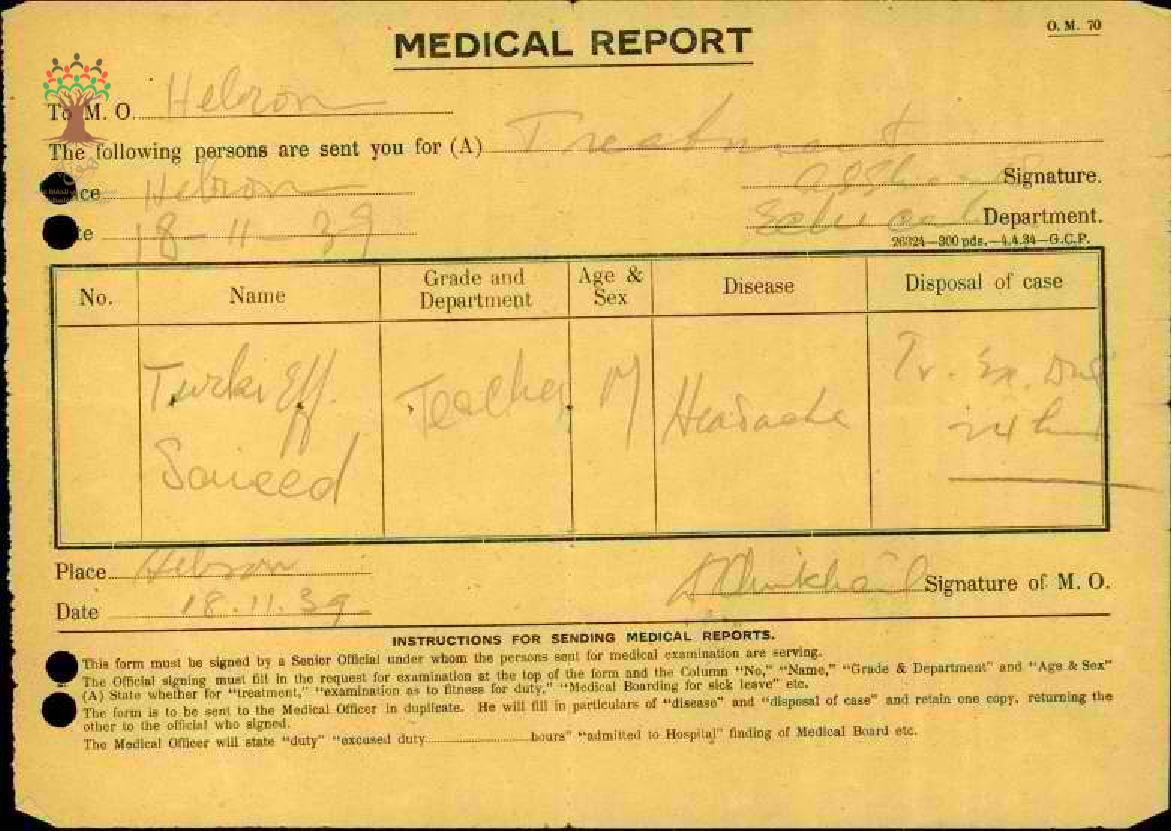 O. M. 70
MEDICAL REPORT
To M. O. Hebron
The following persons are sent you for (A) Treatment
Hebron
Signature.
18-11-39
Department.
26324—300 pds.—4.4.34—G.C.P.
No. Name Grade and Department Age & Sex Disease Disposal of case
Turki Eff. Teacher M Headache Tr. Ex. Duty
Saieed 24 hrs
Place Hebron
Signature of M. O.
Date 18.11.39
INSTRUCTIONS FOR SENDING MEDICAL REPORTS.
This form must be signed by a Senior Official under whom the persons sent for medical examination are serving.
The Official signing must fill in the request for examination at the top of the form and the Column "No," "Name," "Grade & Department" and "Age & Sex"
(A) State whether for "treatment," "examination as to fitness for duty," "Medical Boarding for sick leave" etc.
The form is to be sent to the Medical Officer in duplicate. He will fill in particulars of "disease" and "disposal of case" and retain one copy, returning the
other to the official who signed.
The Medical Officer will state "duty" "excused duty hours" "admitted to Hospital" finding of Medical Board etc.